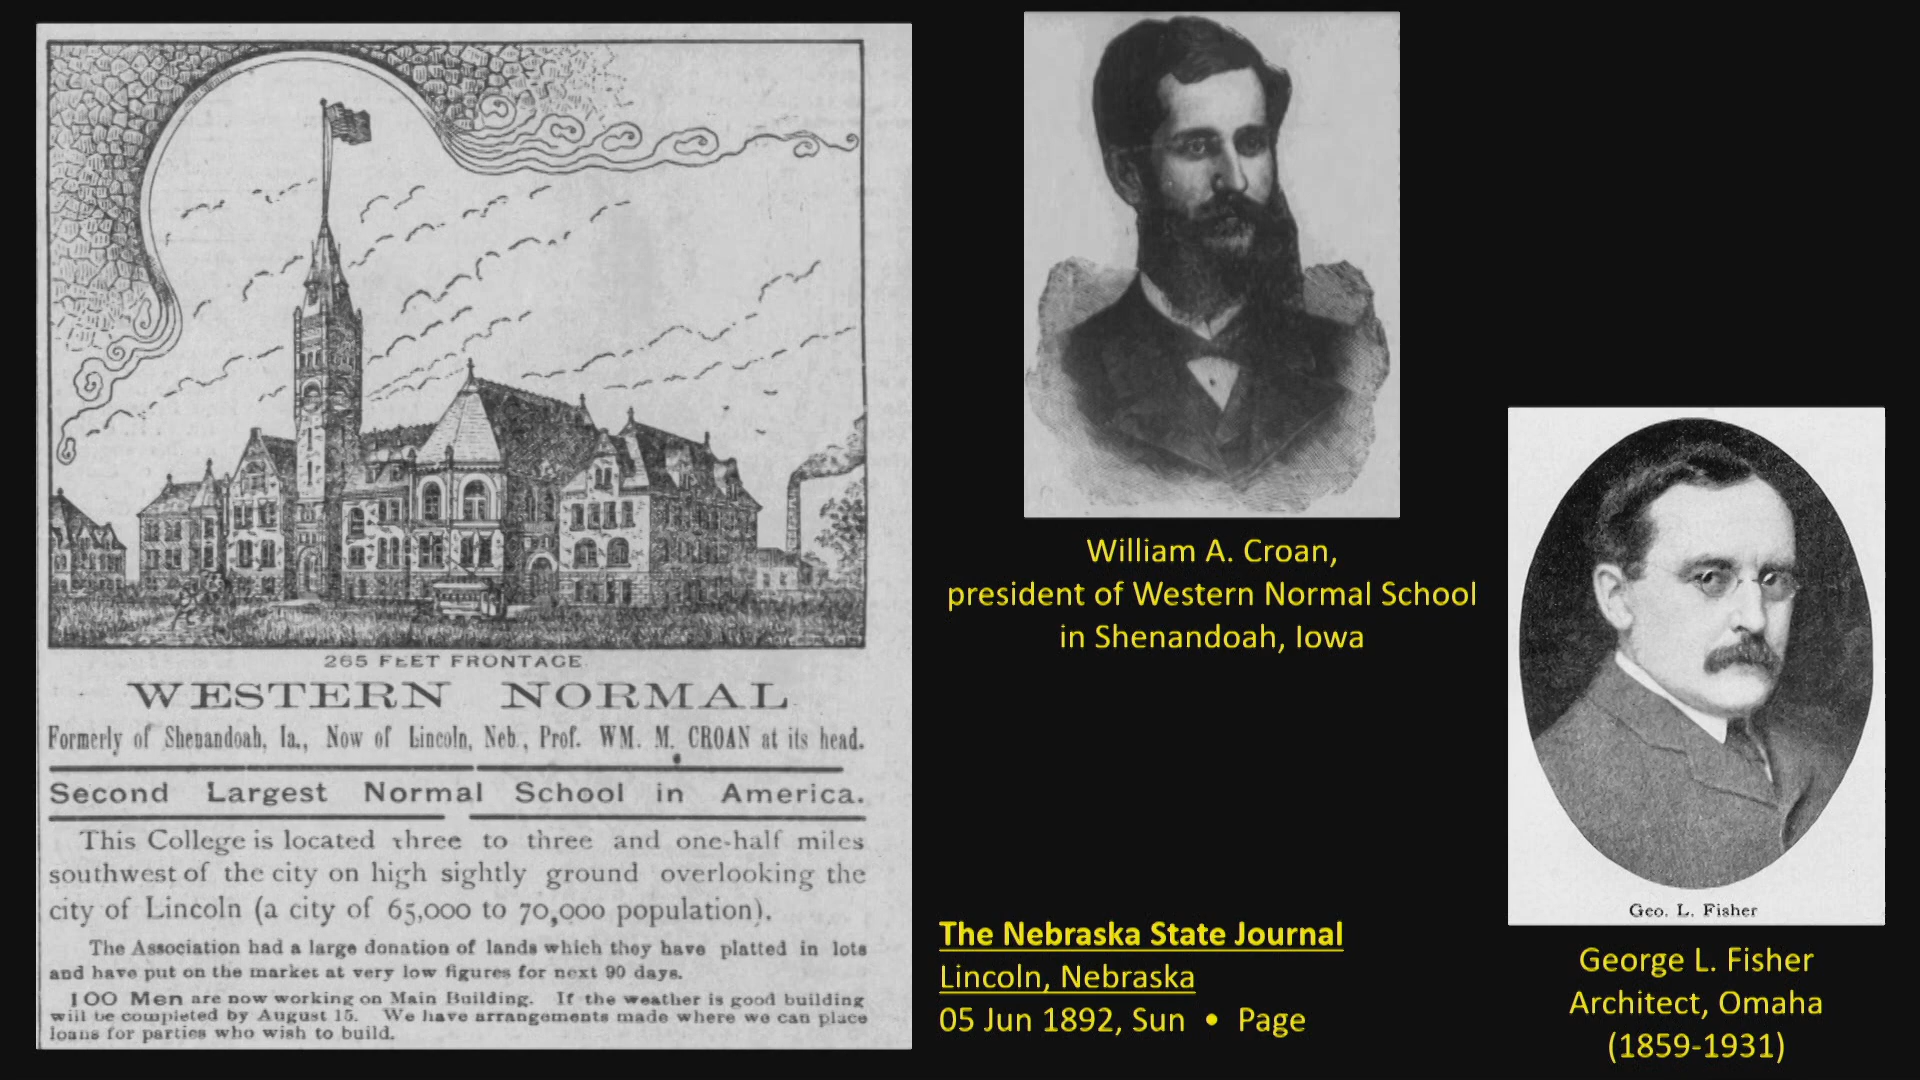 265 FEET FRONTAGE.
WESTERN NORMAL
Formerly of Shenandoah, Ia., Now of Lincoln, Neb., Prof. WM. M. CROAN at its head.
Second Largest Normal School in America.
This College is located three to three and one-half miles
southwest of the city on high sightly ground overlooking the
city of Lincoln (a city of 65,000 to 70,000 population).
The Association had a large donation of lands which they have platted in lots
and have put on the market at very low figures for next 90 days.
100 Men are now working on Main Building. If the weather is good building
will be completed by August 15. We have arrangements made where we can place
loans for parties who wish to build.
William A. Croan,
president of Western Normal School
in Shenandoah, Iowa
The Nebraska State Journal
Lincoln, Nebraska
05 Jun 1892, Sun • Page
Geo. L. Fisher
George L. Fisher
Architect, Omaha
(1859-1931)